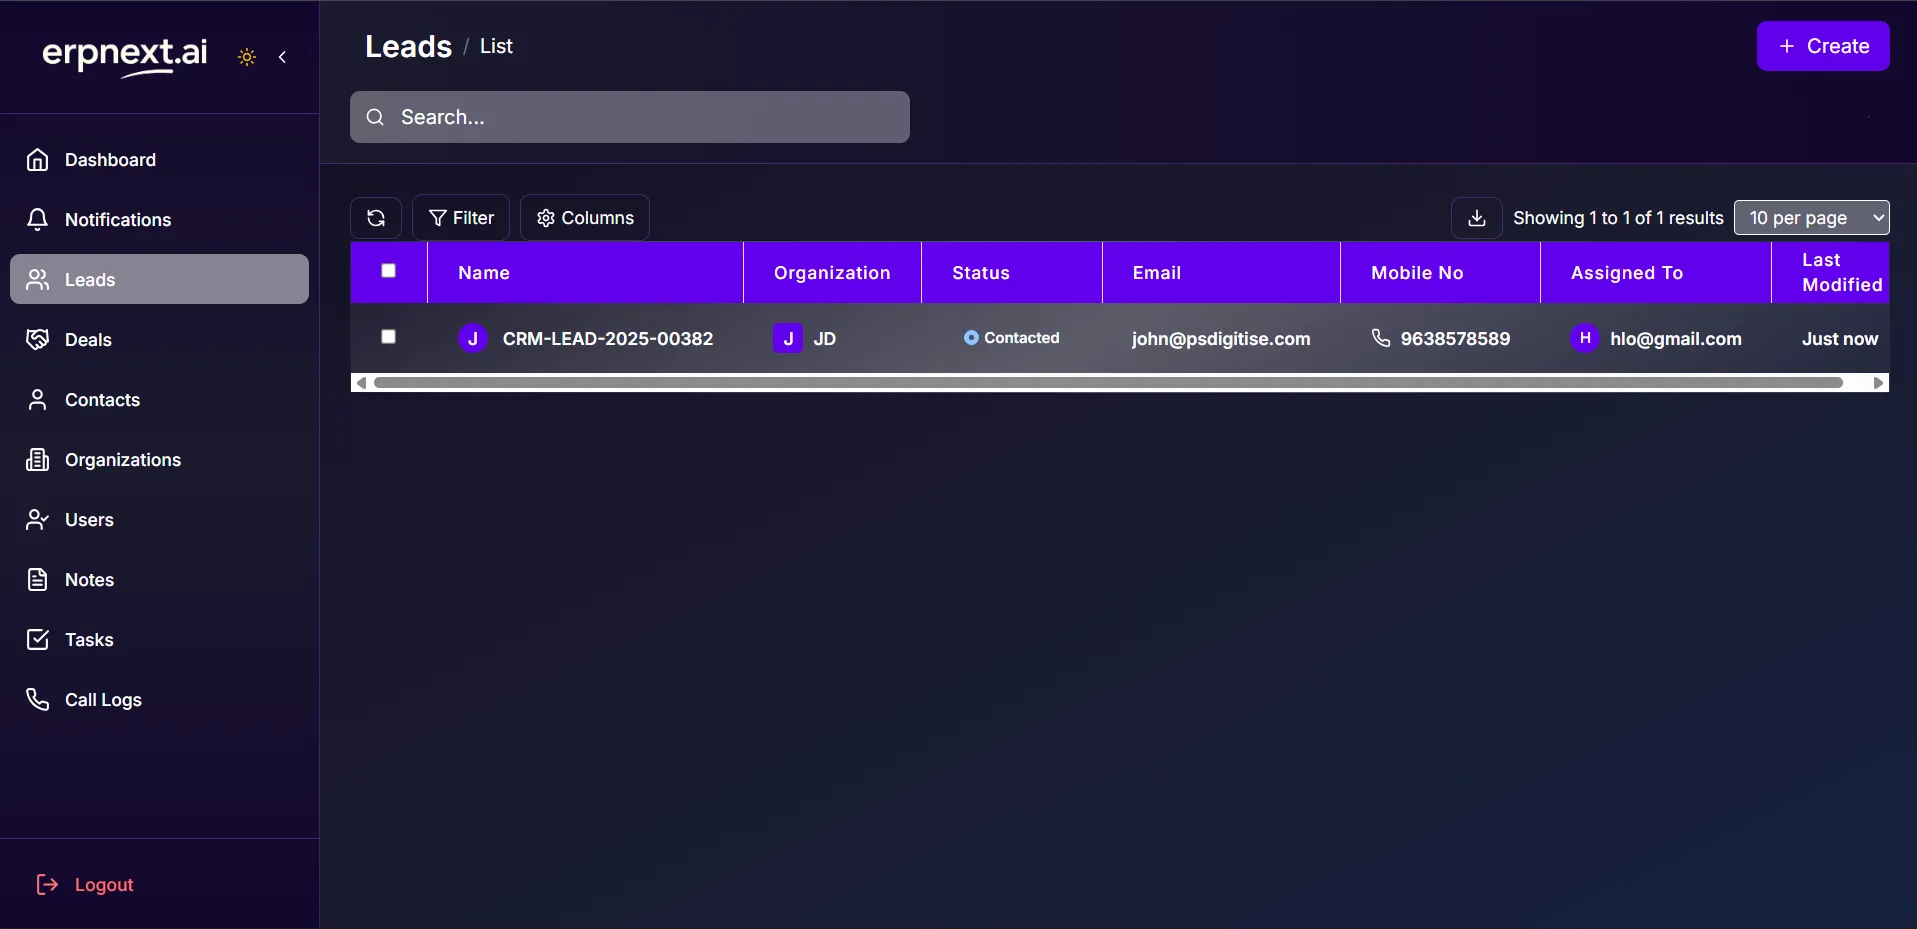 erpnext.ai
Leads / List
+ Create
Search...
Dashboard
Notifications
Leads
Deals
Contacts
Organizations
Users
Notes
Tasks
Call Logs
Logout
Filter
Columns
Showing 1 to 1 of 1 results
10 per page
Name Organization Status Email Mobile No Assigned To Last Modified
J CRM-LEAD-2025-00382 J JD Contacted john@psdigitise.com 9638578589 H hlo@gmail.com Just now